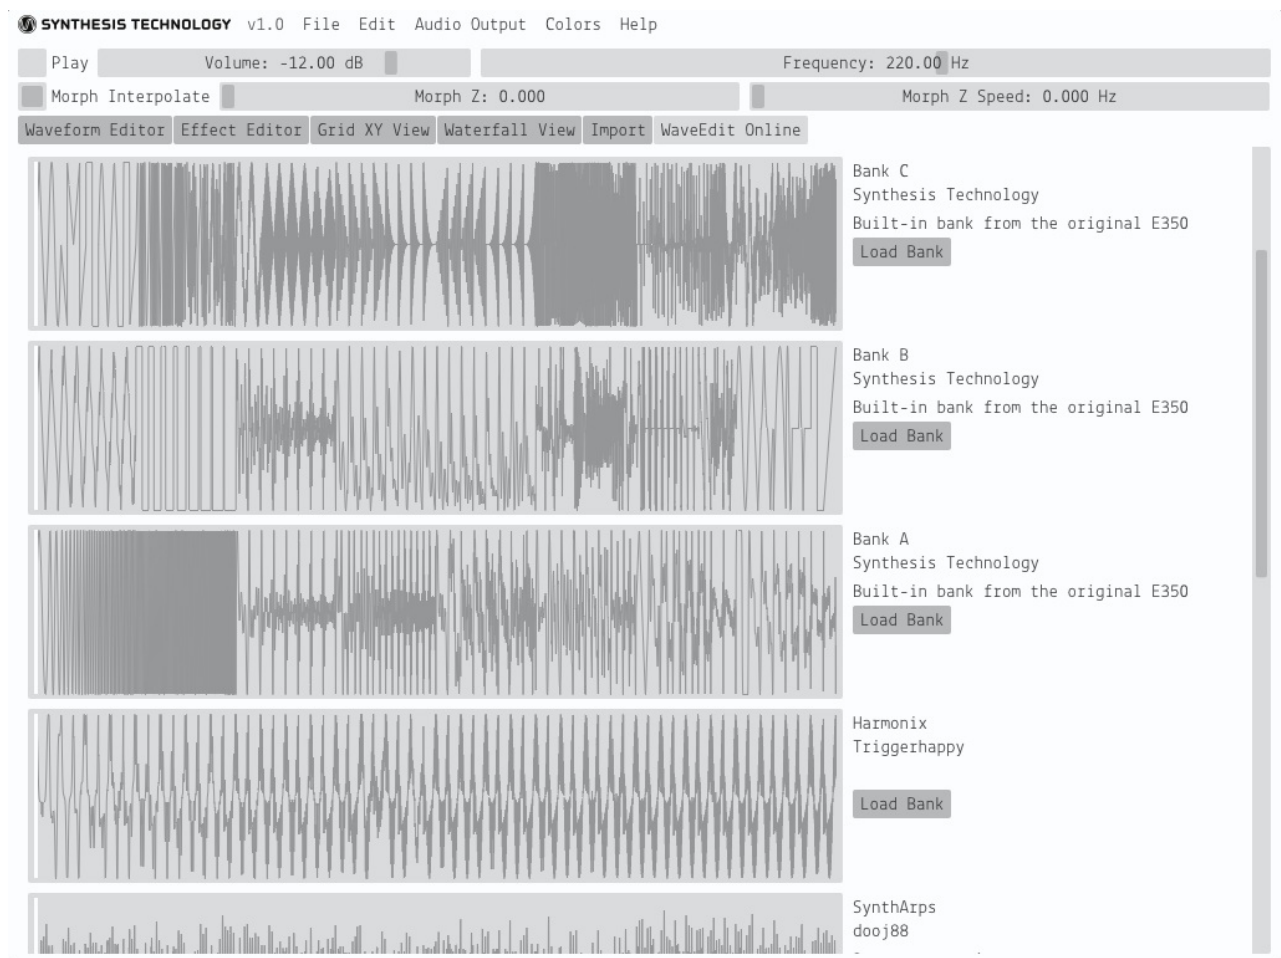 SYNTHESIS TECHNOLOGY v1.0 File Edit Audio Output Colors Help
Play Volume: -12.00 dB Frequency: 220.00 Hz
Morph Interpolate Morph Z: 0.000 Morph Z Speed: 0.000 Hz
Waveform Editor Effect Editor Grid XY View Waterfall View Import WaveEdit Online
Bank C
Synthesis Technology
Built-in bank from the original E350
Load Bank
Bank B
Synthesis Technology
Built-in bank from the original E350
Load Bank
Bank A
Synthesis Technology
Built-in bank from the original E350
Load Bank
Harmonix
Triggerhappy
Load Bank
SynthArps
dooj88